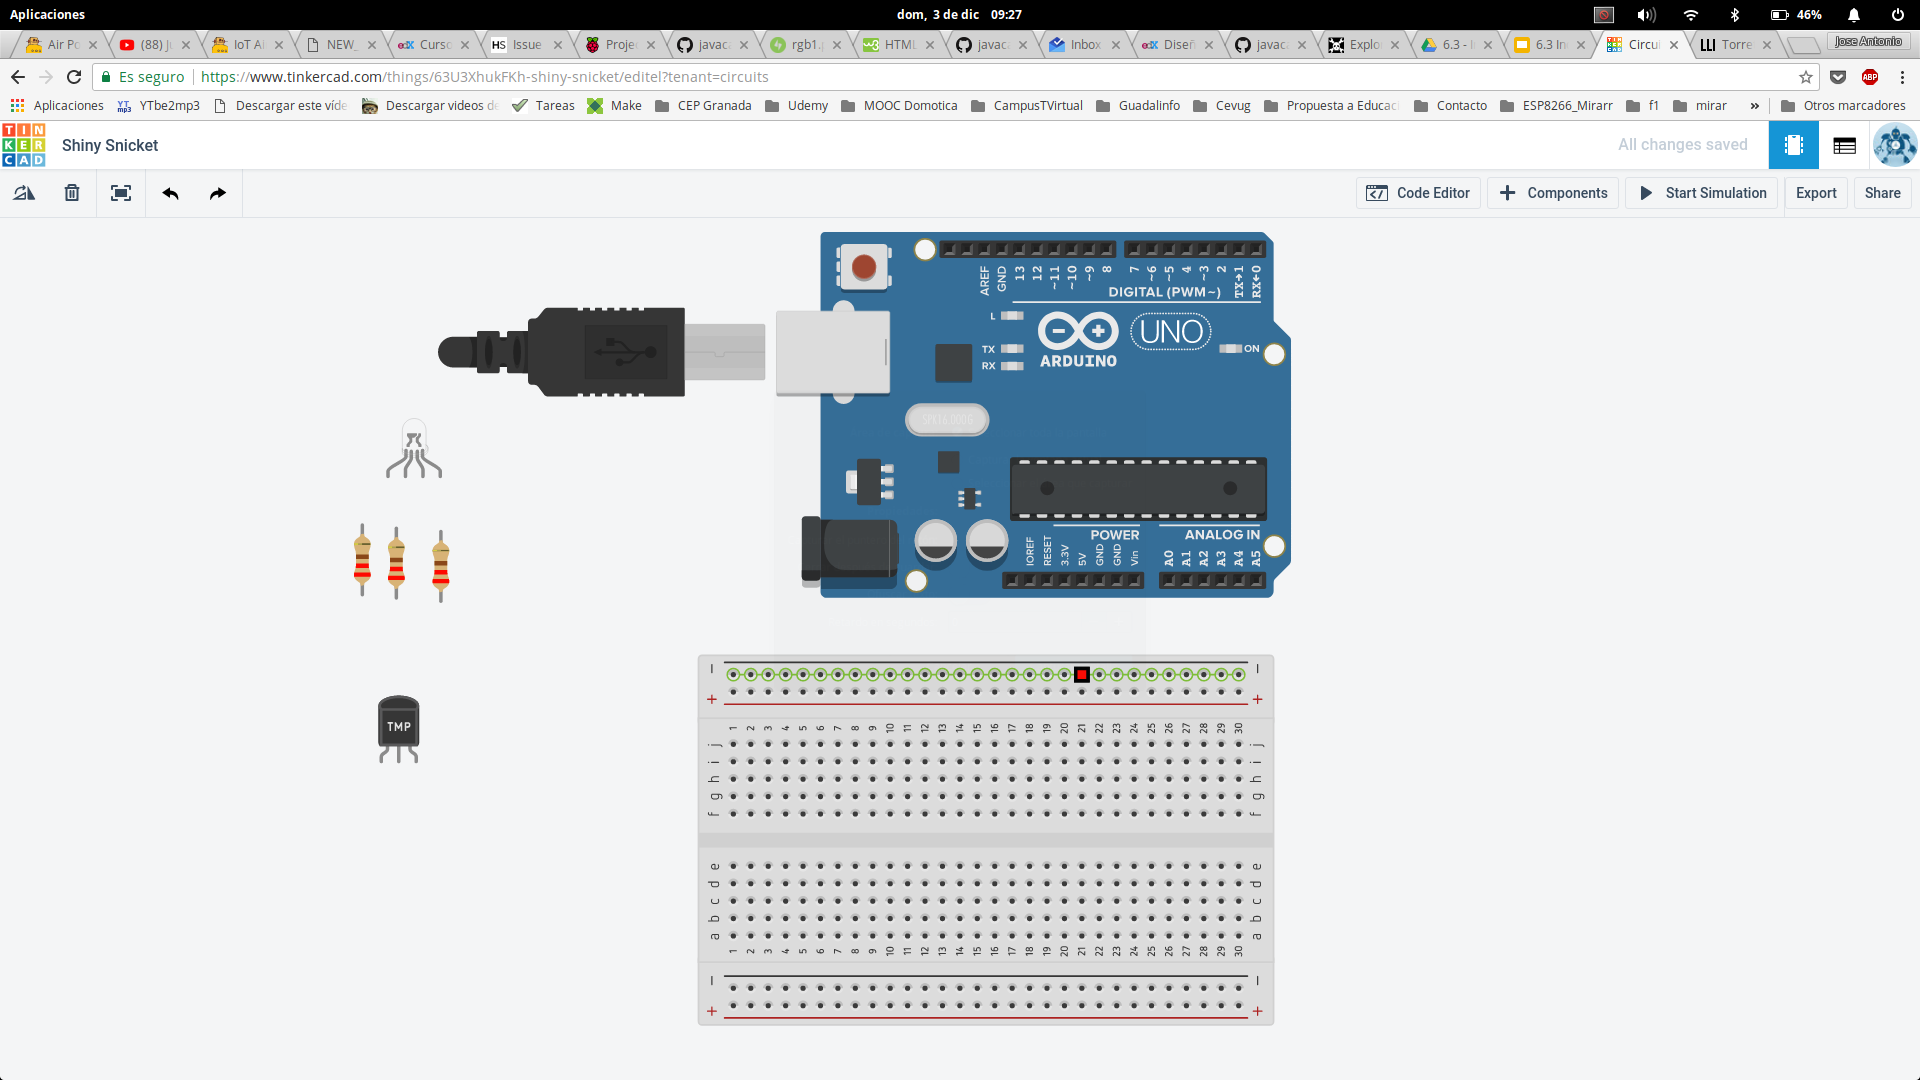 Aplicaciones
dom, 3 de dic 09:27
46%
Air Po
(88) J
IoT A
NEW_
Curso
Issue
Projec
javac
rgb1.
HTML
javac
Inbox
Diseñ
javac
Explo
6.3 - I
6.3 In
Circui
Torre
Jose Antonio
Es seguro
https://www.tinkercad.com/things/63U3XhukFKh-shiny-snicket/editel?tenant=circuits
ABP
Aplicaciones
YTbe2mp3
Descargar este víde
Descargar videos de
Tareas
Make
CEP Granada
Udemy
MOOC Domotica
CampusTVirtual
Guadalinfo
Cevug
Propuesta a Educaci
Contacto
ESP8266_Mirarr
f1
mirar
»
Otros marcadores
TIN
KER
CAD
Shiny Snicket
All changes saved
Code Editor
Components
Start Simulation
Export
Share
AREF GND 13 12 ~11 ~10 ~9 8 7 ~6 ~5 4 ~3 2 TX→1 RX←0
DIGITAL (PWM~)
L
TX
RX
ARDUINO
UNO
ON
SPK16.000G
POWER
ANALOG IN
IOREF RESET 3.3V 5V GND GND Vin A0 A1 A2 A3 A4 A5
TMP
1 2 3 4 5 6 7 8 9 10 11 12 13 14 15 16 17 18 19 20 21 22 23 24 25 26 27 28 29 30
j j
i i
h h
g g
f f
e e
d d
c c
b b
a a
1 2 3 4 5 6 7 8 9 10 11 12 13 14 15 16 17 18 19 20 21 22 23 24 25 26 27 28 29 30